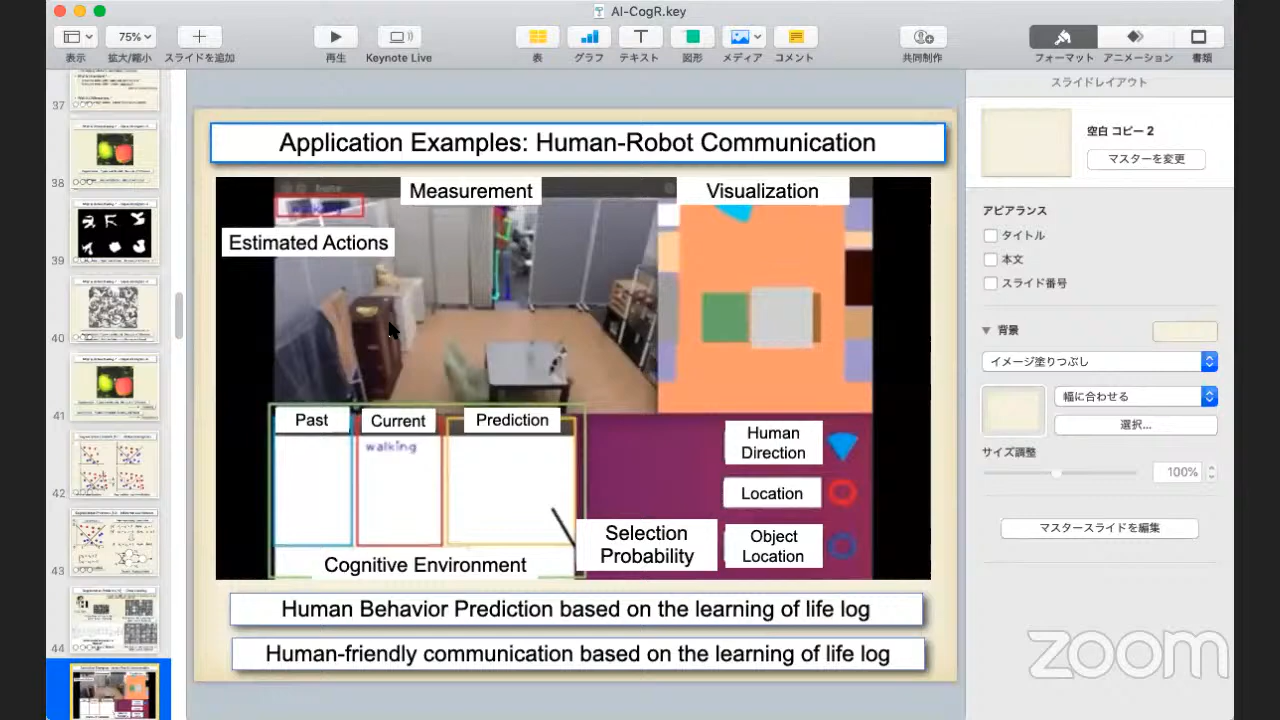 AI-CogR.key
75%
表示
拡大/縮小
スライドを追加
再生
Keynote Live
表
グラフ
テキスト
図形
メディア
共同制作
フォーマット
アニメーション
書類
スライドレイアウト
空白 コピー 2
マスターを変更
アピアランス
タイトル
本文
スライド番号
背景
イメージ塗りつぶし
幅に合わせる
選択...
サイズ調整
100%
マスタースライドを編集
37
38
39
40
41
42
43
44
Application Examples: Human-Robot Communication
Measurement
Visualization
Estimated Actions
Past
Current
Prediction
walking
Human
Direction
Location
Selection
Probability
Object
Location
Cognitive Environment
Human Behavior Prediction based on the learning of life log
Human-friendly communication based on the learning of life log
zoom